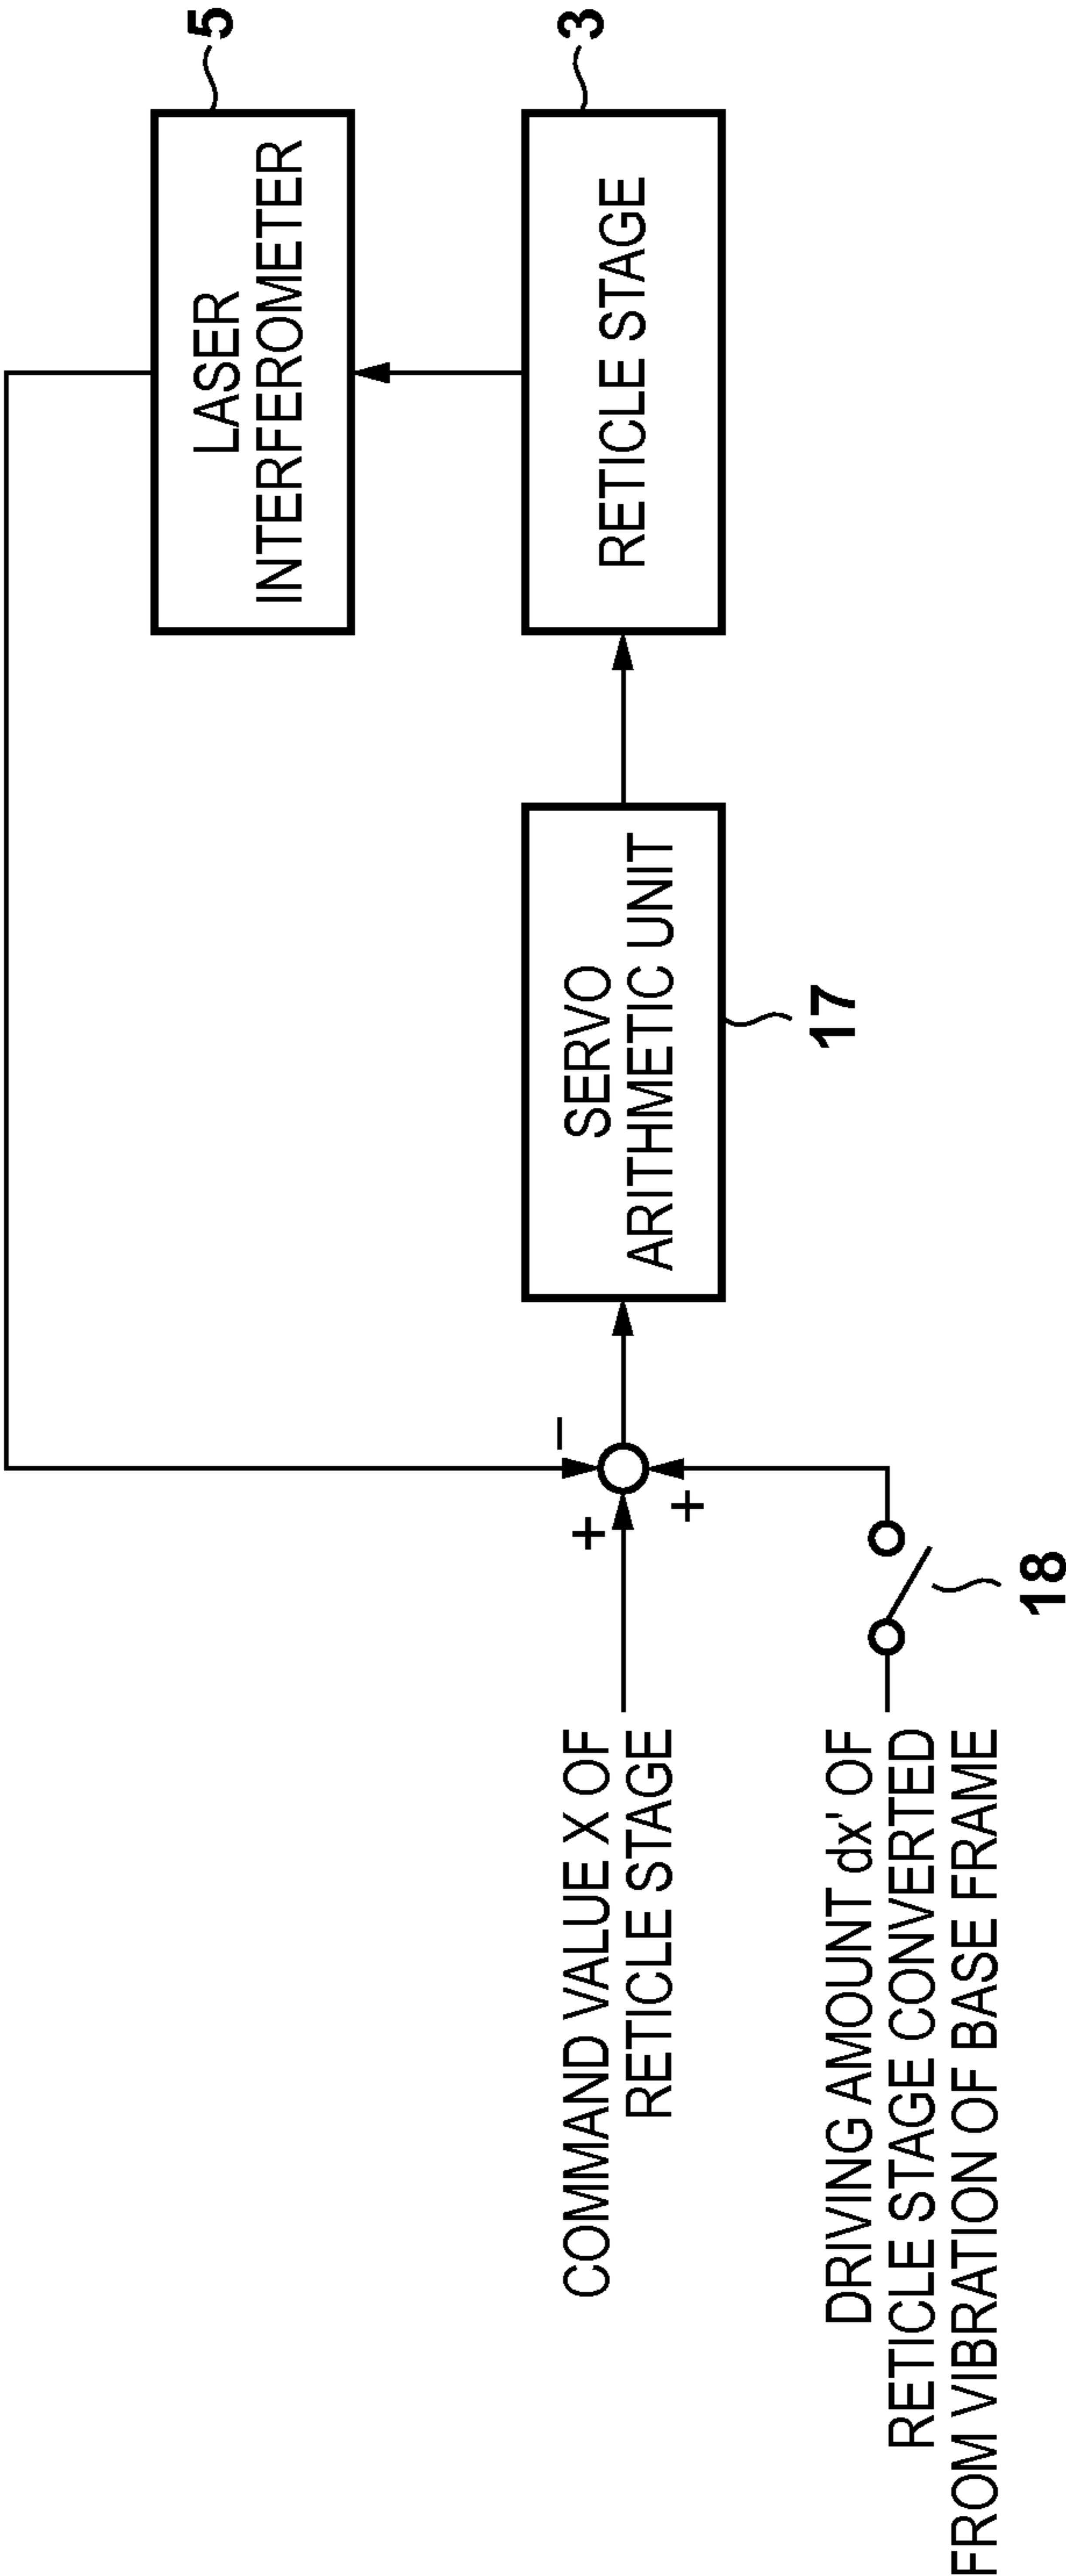 5
LASER
INTERFEROMETER
3
RETICLE STAGE
SERVO
ARITHMETIC UNIT
17
–
+
+
COMMAND VALUE X OF
RETICLE STAGE
18
DRIVING AMOUNT dx' OF
RETICLE STAGE CONVERTED
FROM VIBRATION OF BASE FRAME